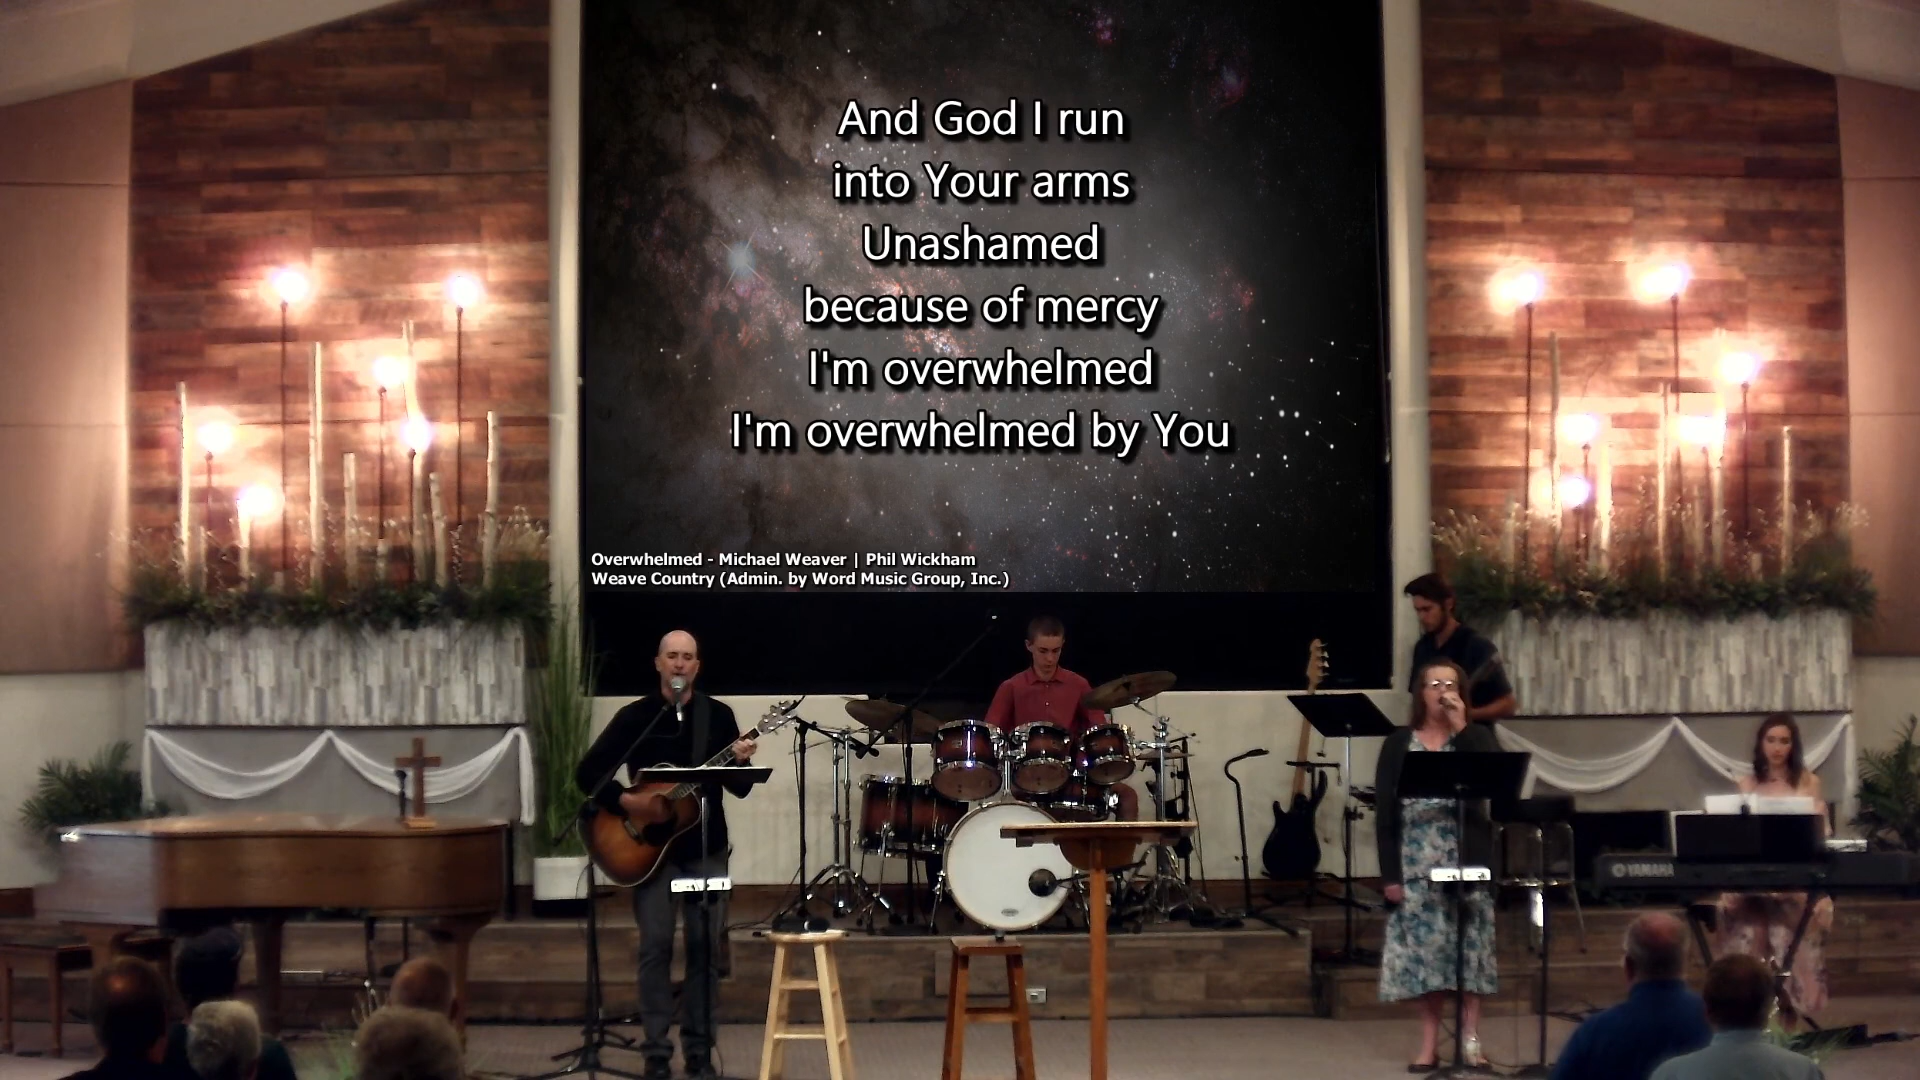 And God I run
into Your arms
Unashamed
because of mercy
I'm overwhelmed
I'm overwhelmed by You
Overwhelmed - Michael Weaver | Phil Wickham
Weave Country (Admin. by Word Music Group, Inc.)
YAMAHA